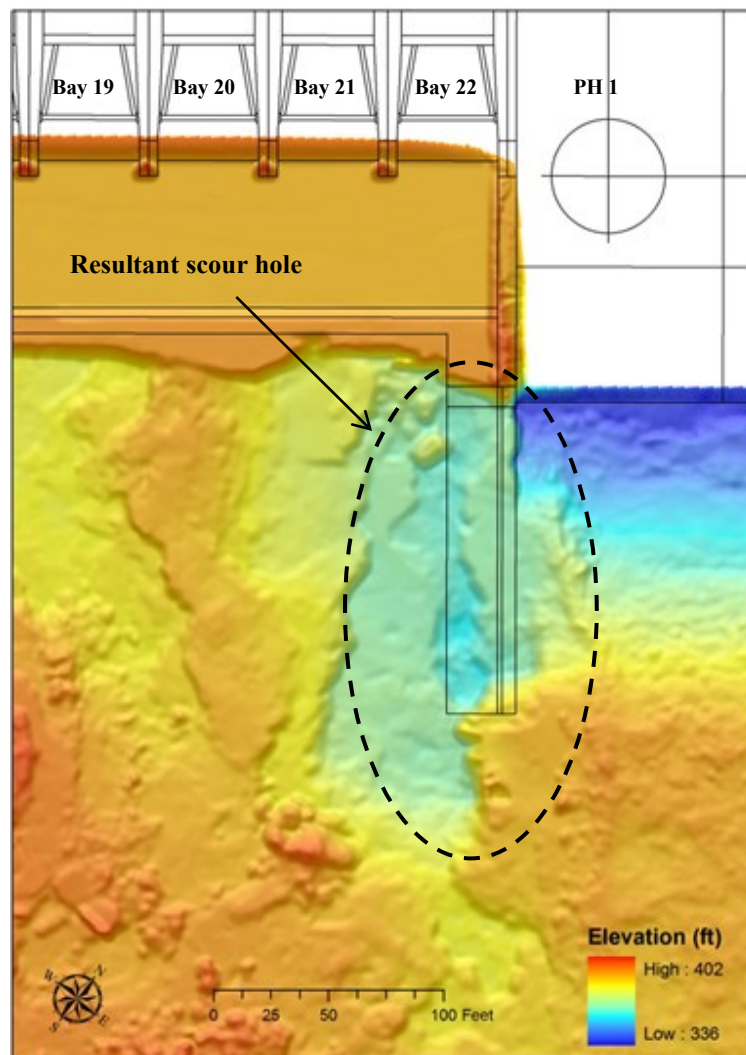 Bay 19 Bay 20 Bay 21 Bay 22 PH 1
Resultant scour hole
Elevation (ft)
High : 402
Low : 336
W N
S E
0 25 50 100 Feet